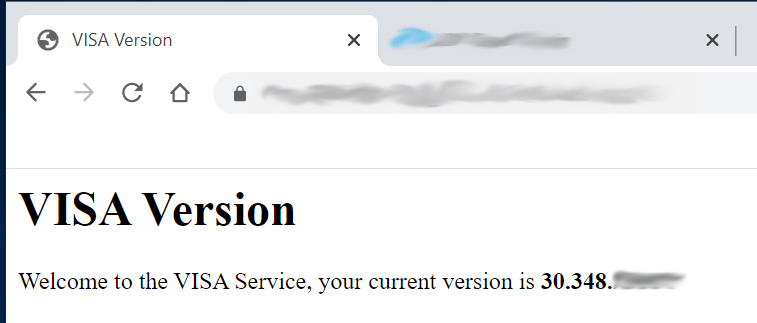 VISA Version
VISA Version
Welcome to the VISA Service, your current version is 30.348.